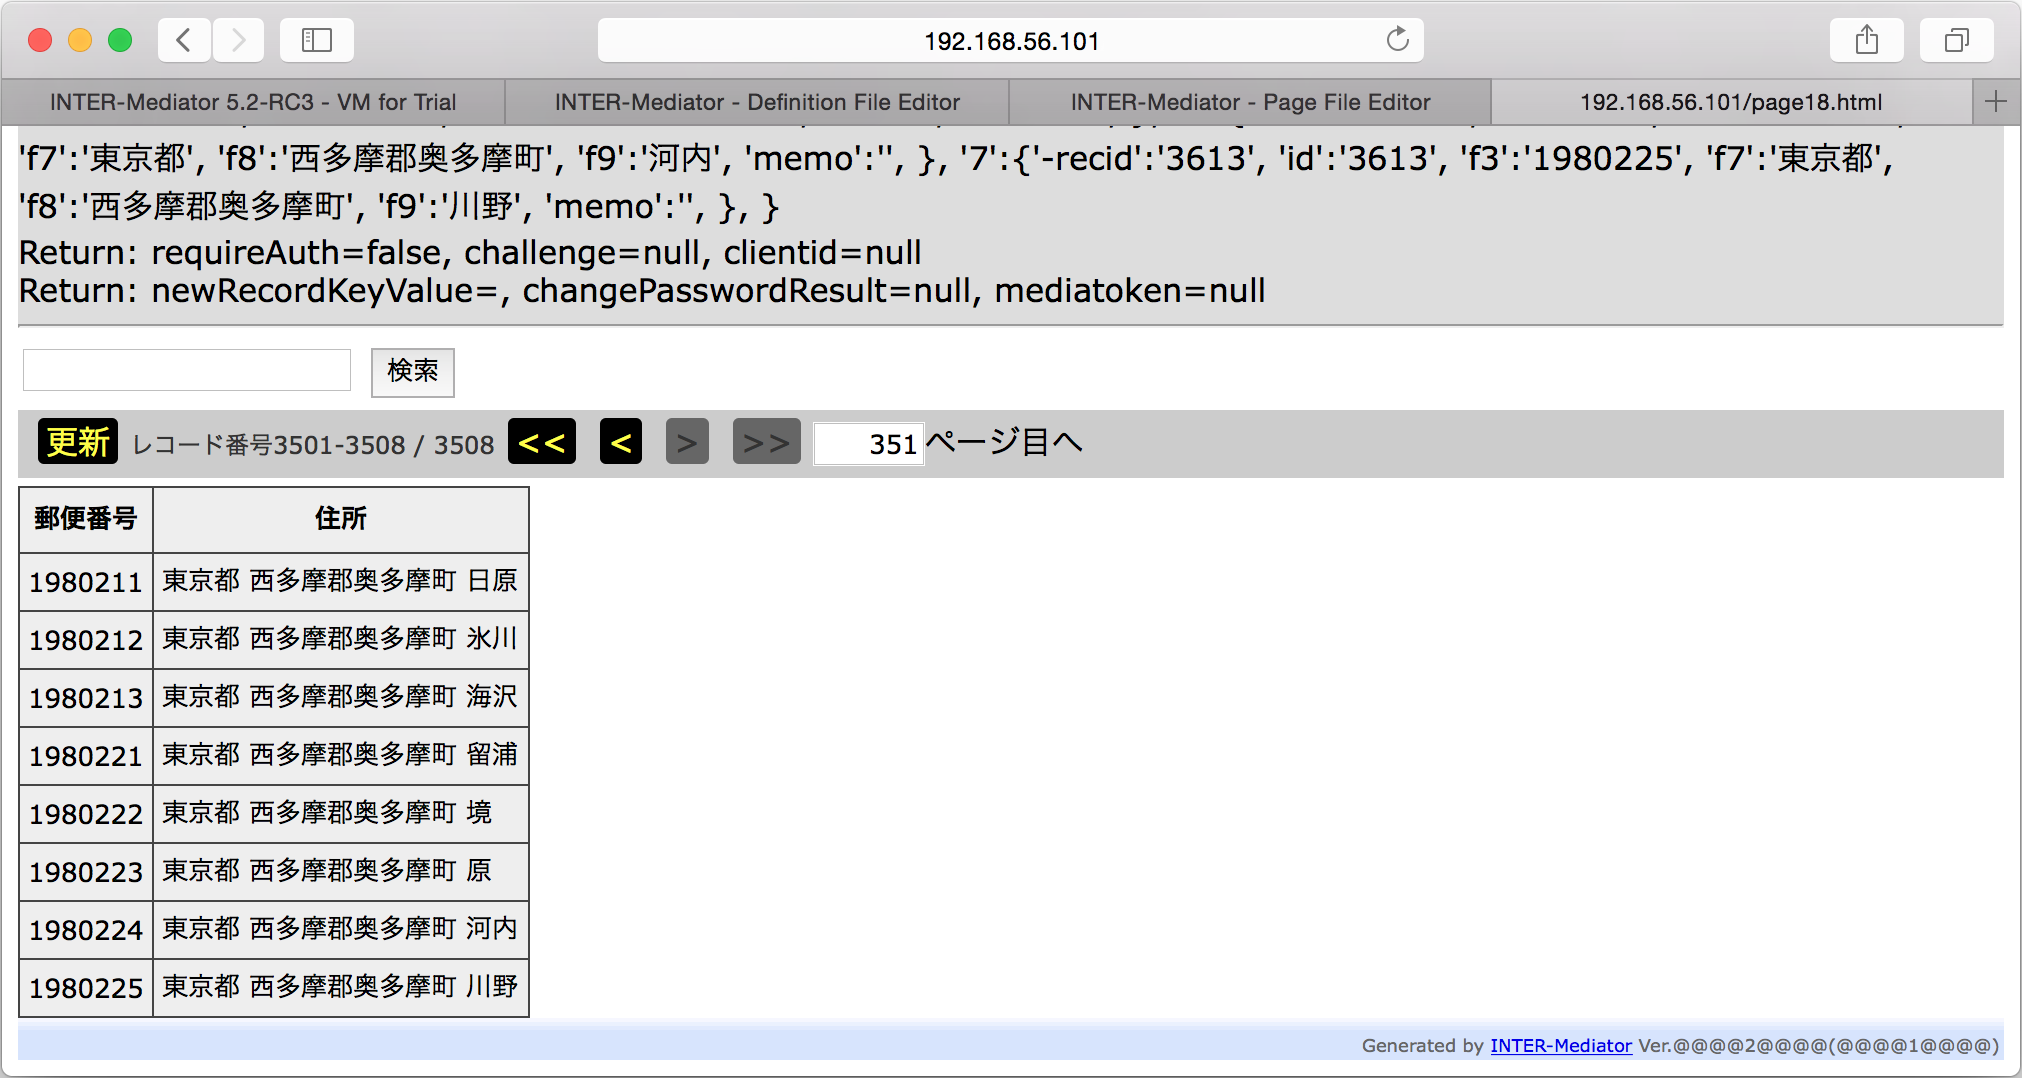 192.168.56.101
INTER-Mediator 5.2-RC3 - VM for Trial
INTER-Mediator - Definition File Editor
INTER-Mediator - Page File Editor
192.168.56.101/page18.html
'f7':'東京都', 'f8':'西多摩郡奥多摩町', 'f9':'河内', 'memo':'', }, '7':{'-recid':'3613', 'id':'3613', 'f3':'1980225', 'f7':'東京都',
'f8':'西多摩郡奥多摩町', 'f9':'川野', 'memo':'', }, }
Return: requireAuth=false, challenge=null, clientid=null
Return: newRecordKeyValue=, changePasswordResult=null, mediatoken=null
検索
更新 レコード番号3501-3508 / 3508 << < > >> 351 ページ目へ
郵便番号 住所
1980211 東京都 西多摩郡奥多摩町 日原
1980212 東京都 西多摩郡奥多摩町 氷川
1980213 東京都 西多摩郡奥多摩町 海沢
1980221 東京都 西多摩郡奥多摩町 留浦
1980222 東京都 西多摩郡奥多摩町 境
1980223 東京都 西多摩郡奥多摩町 原
1980224 東京都 西多摩郡奥多摩町 河内
1980225 東京都 西多摩郡奥多摩町 川野
Generated by INTER-Mediator Ver.@@@@2@@@@(@@@@1@@@@)